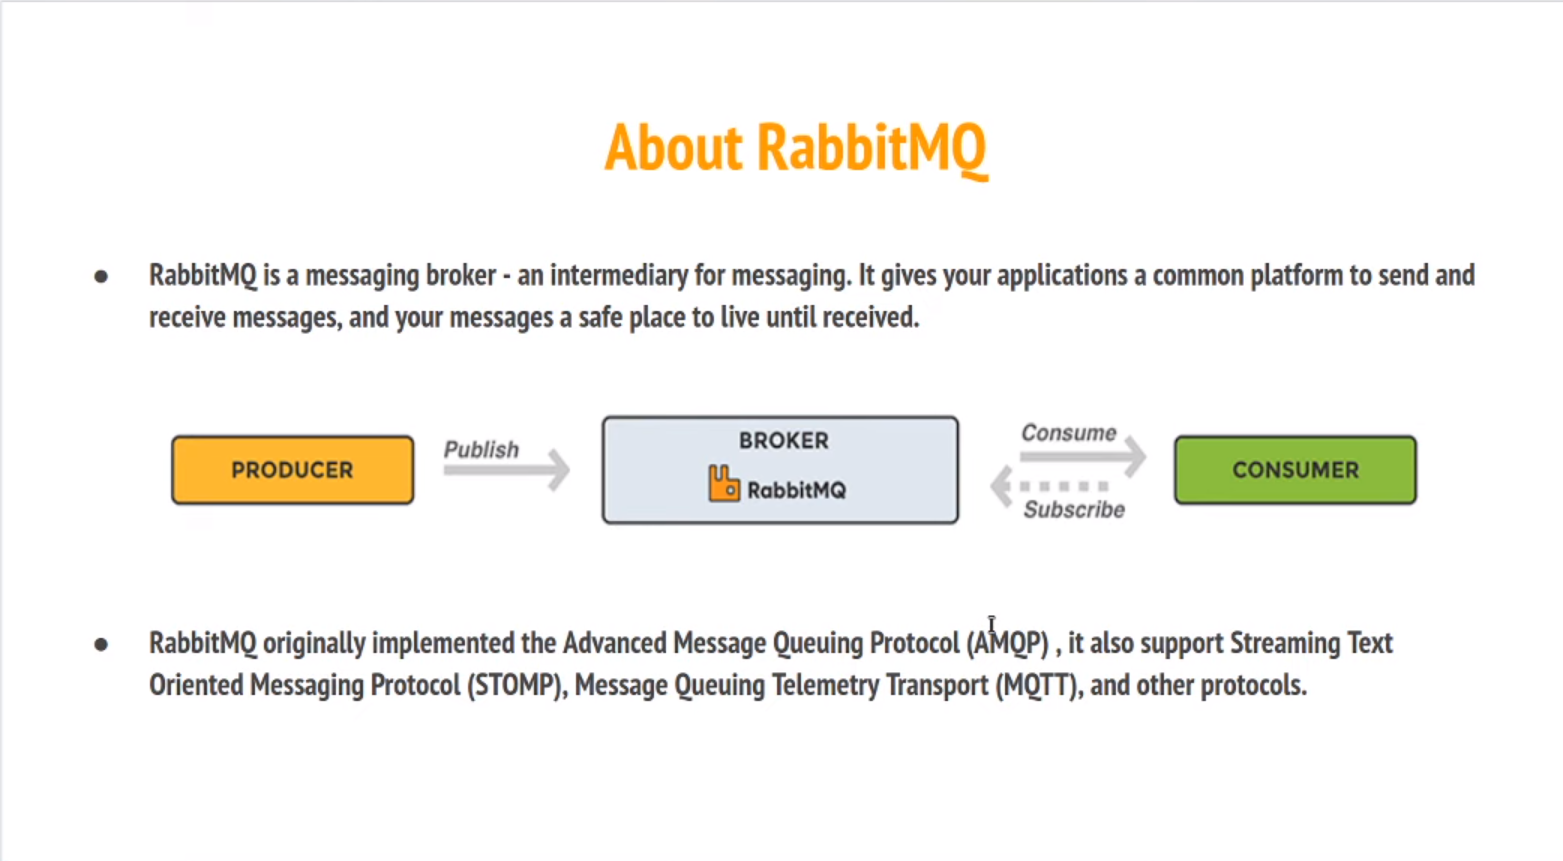 About RabbitMQ
● RabbitMQ is a messaging broker - an intermediary for messaging. It gives your applications a common platform to send and
receive messages, and your messages a safe place to live until received.
PRODUCER
Publish
BROKER
RabbitMQ
Consume
Subscribe
CONSUMER
● RabbitMQ originally implemented the Advanced Message Queuing Protocol (AMQP) , it also support Streaming Text
Oriented Messaging Protocol (STOMP), Message Queuing Telemetry Transport (MQTT), and other protocols.